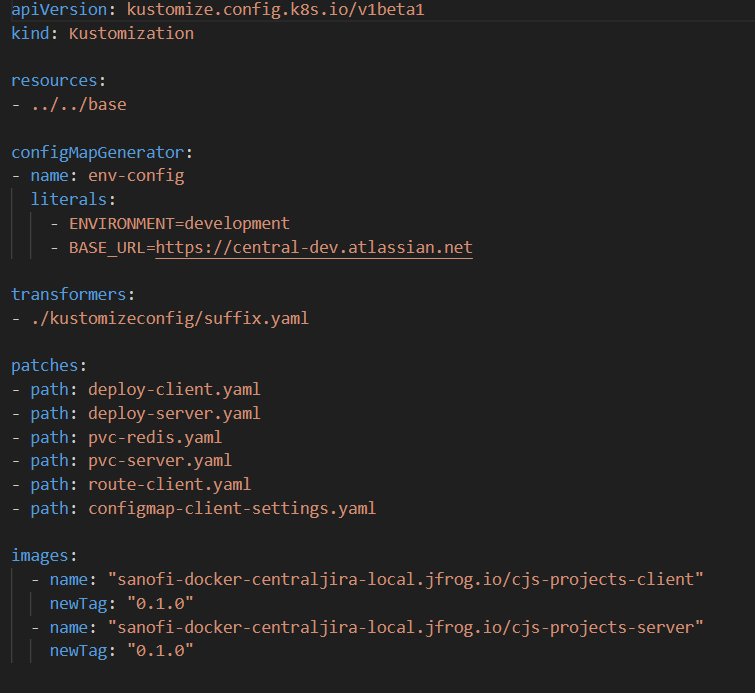 apiVersion: kustomize.config.k8s.io/v1beta1
kind: Kustomization
resources:
- ../../base
configMapGenerator:
- name: env-config
  literals:
    - ENVIRONMENT=development
    - BASE_URL=https://central-dev.atlassian.net
transformers:
- ./kustomizeconfig/suffix.yaml
patches:
- path: deploy-client.yaml
- path: deploy-server.yaml
- path: pvc-redis.yaml
- path: pvc-server.yaml
- path: route-client.yaml
- path: configmap-client-settings.yaml
images:
  - name: "sanofi-docker-centraljira-local.jfrog.io/cjs-projects-client"
    newTag: "0.1.0"
  - name: "sanofi-docker-centraljira-local.jfrog.io/cjs-projects-server"
    newTag: "0.1.0"